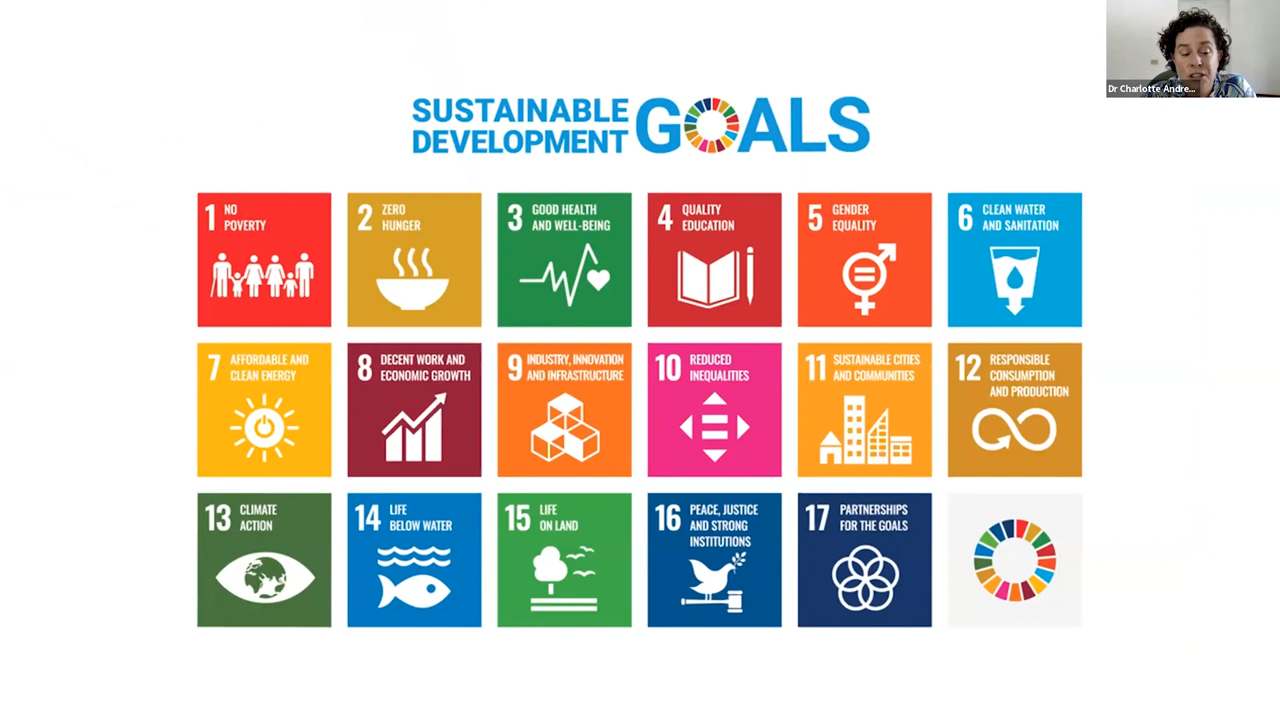 Dr Charlotte Andre...
SUSTAINABLE
DEVELOPMENT
GOALS
1 NO
POVERTY
2 ZERO
HUNGER
3 GOOD HEALTH
AND WELL-BEING
4 QUALITY
EDUCATION
5 GENDER
EQUALITY
6 CLEAN WATER
AND SANITATION
7 AFFORDABLE AND
CLEAN ENERGY
8 DECENT WORK AND
ECONOMIC GROWTH
9 INDUSTRY, INNOVATION
AND INFRASTRUCTURE
10 REDUCED
INEQUALITIES
11 SUSTAINABLE CITIES
AND COMMUNITIES
12 RESPONSIBLE
CONSUMPTION
AND PRODUCTION
13 CLIMATE
ACTION
14 LIFE
BELOW WATER
15 LIFE
ON LAND
16 PEACE, JUSTICE
AND STRONG
INSTITUTIONS
17 PARTNERSHIPS
FOR THE GOALS